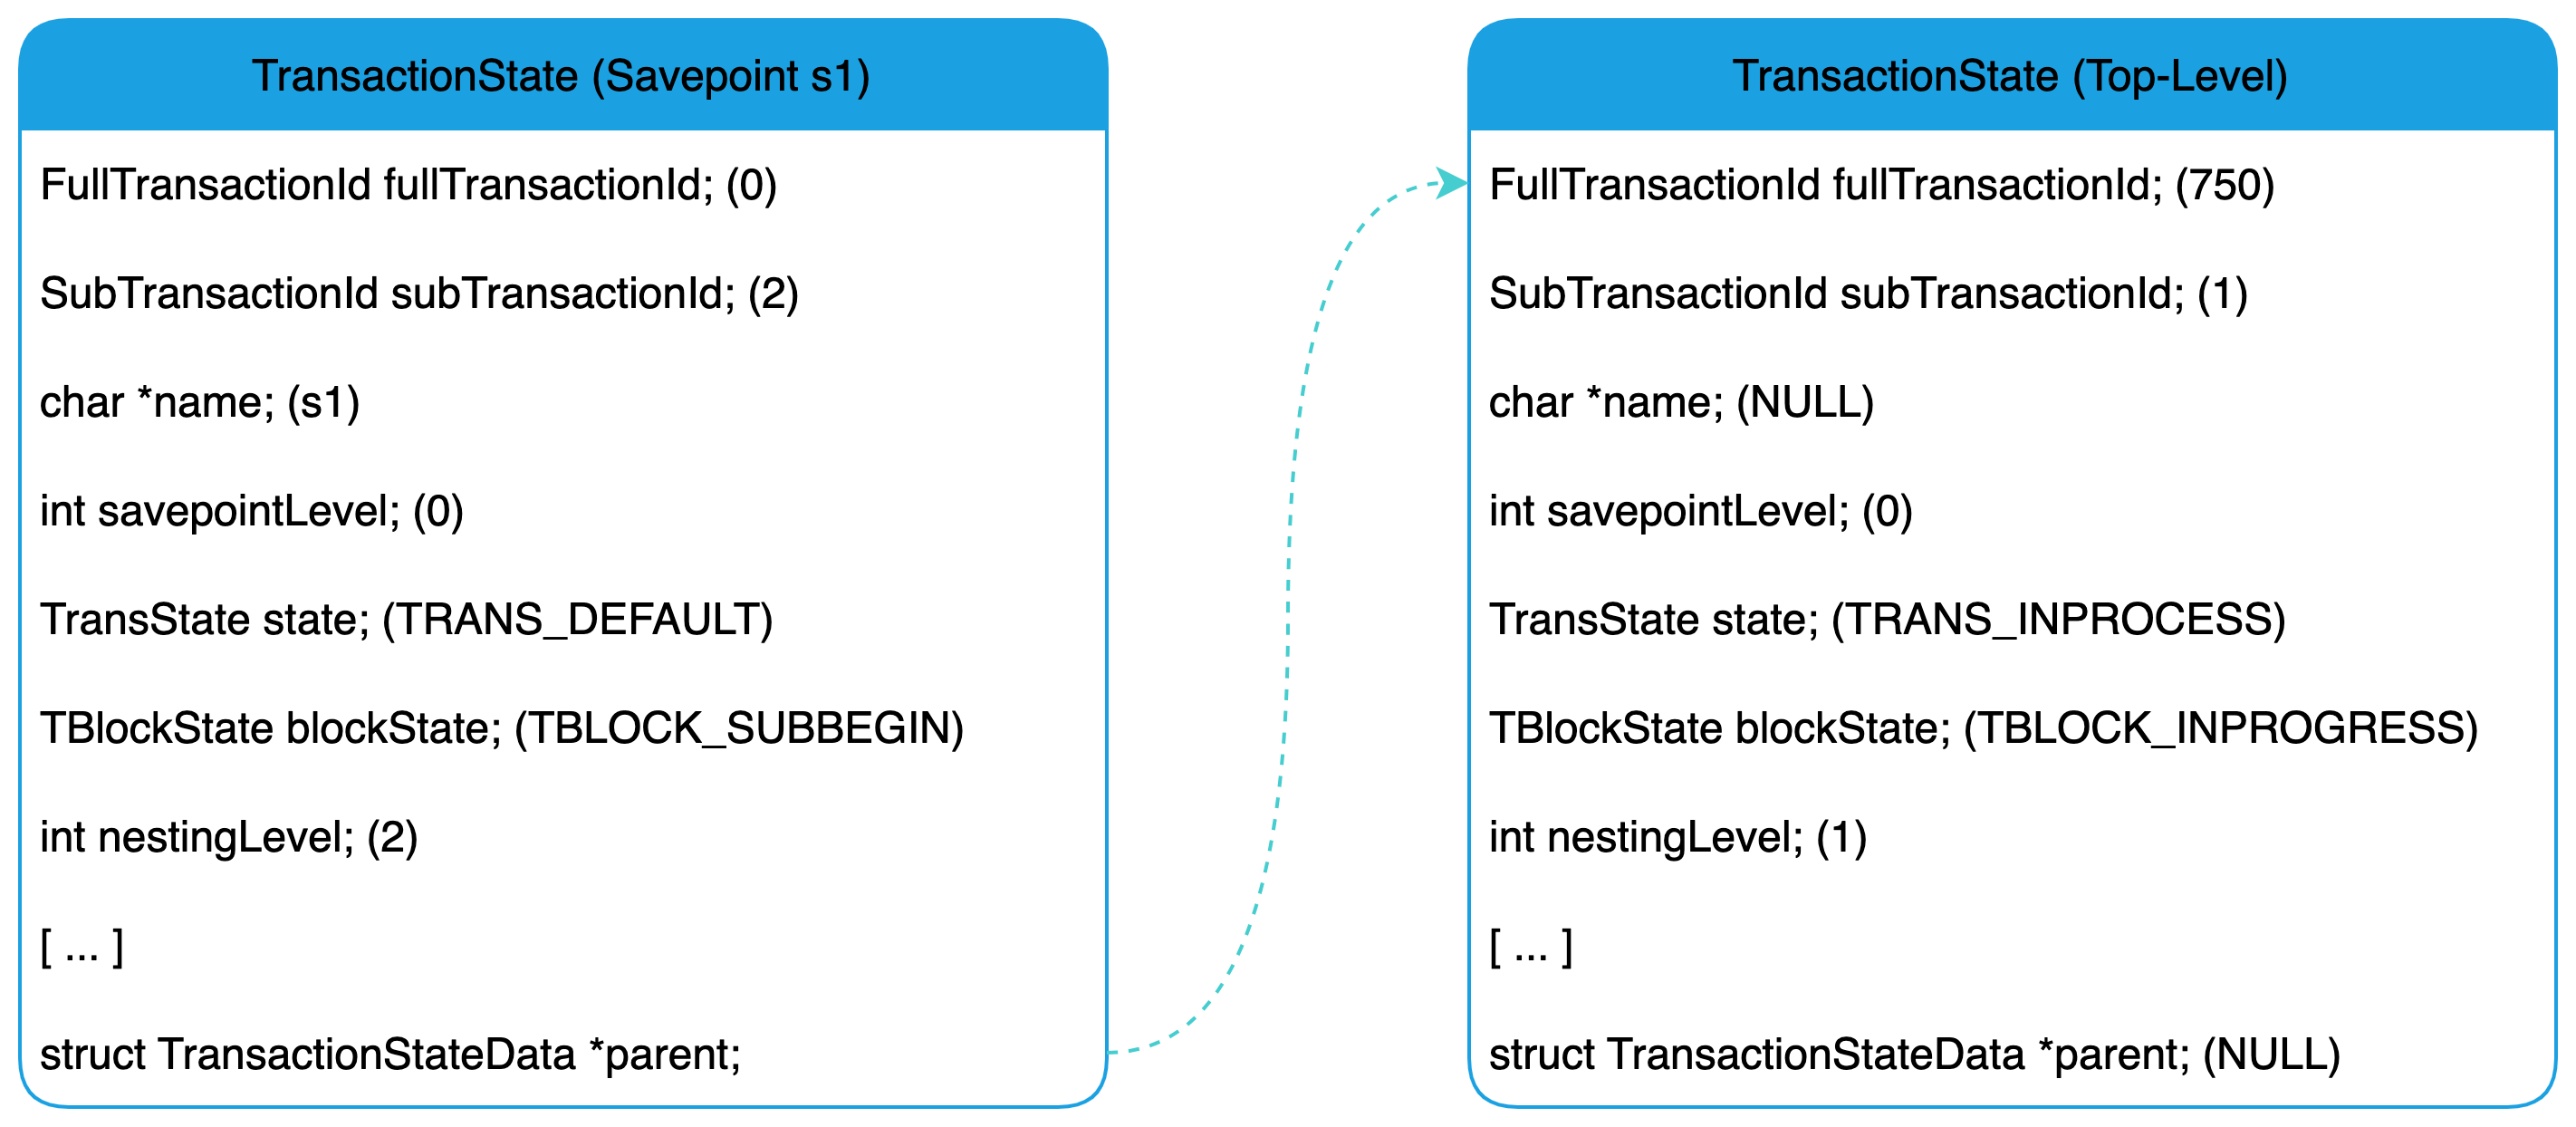 TransactionState (Savepoint s1)
FullTransactionId fullTransactionId; (0)
SubTransactionId subTransactionId; (2)
char *name; (s1)
int savepointLevel; (0)
TransState state; (TRANS_DEFAULT)
TBlockState blockState; (TBLOCK_SUBBEGIN)
int nestingLevel; (2)
[ ... ]
struct TransactionStateData *parent;
TransactionState (Top-Level)
FullTransactionId fullTransactionId; (750)
SubTransactionId subTransactionId; (1)
char *name; (NULL)
int savepointLevel; (0)
TransState state; (TRANS_INPROCESS)
TBlockState blockState; (TBLOCK_INPROGRESS)
int nestingLevel; (1)
[ ... ]
struct TransactionStateData *parent; (NULL)